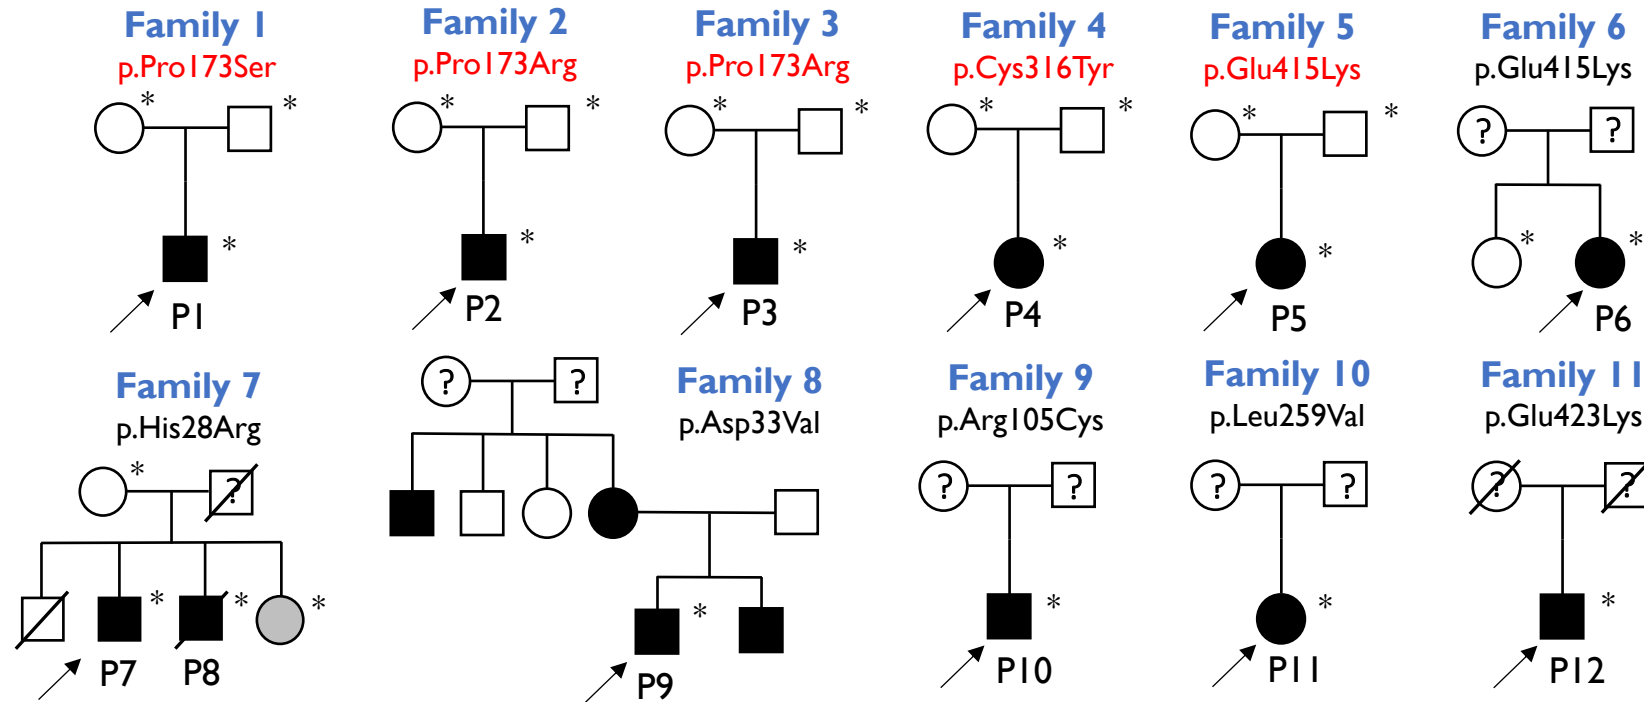 Family 1
p.Pro173Ser
* *
*
P1
Family 2
p.Pro173Arg
* *
*
P2
Family 3
p.Pro173Arg
* *
*
P3
Family 4
p.Cys316Tyr
* *
*
P4
Family 5
p.Glu415Lys
* *
*
P5
Family 6
p.Glu415Lys
? ?
* *
P6
Family 7
p.His28Arg
* ?
* * *
P7 P8
Family 8
p.Asp33Val
? ?
*
P9
Family 9
p.Arg105Cys
? ?
*
P10
Family 10
p.Leu259Val
? ?
*
P11
Family 11
p.Glu423Lys
? ?
*
P12